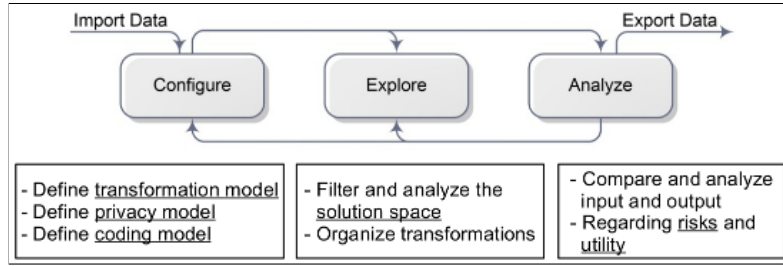 Import Data
Export Data
Configure
Explore
Analyze
- Define transformation model
- Define privacy model
- Define coding model
- Filter and analyze the
solution space
- Organize transformations
- Compare and analyze
input and output
- Regarding risks and
utility